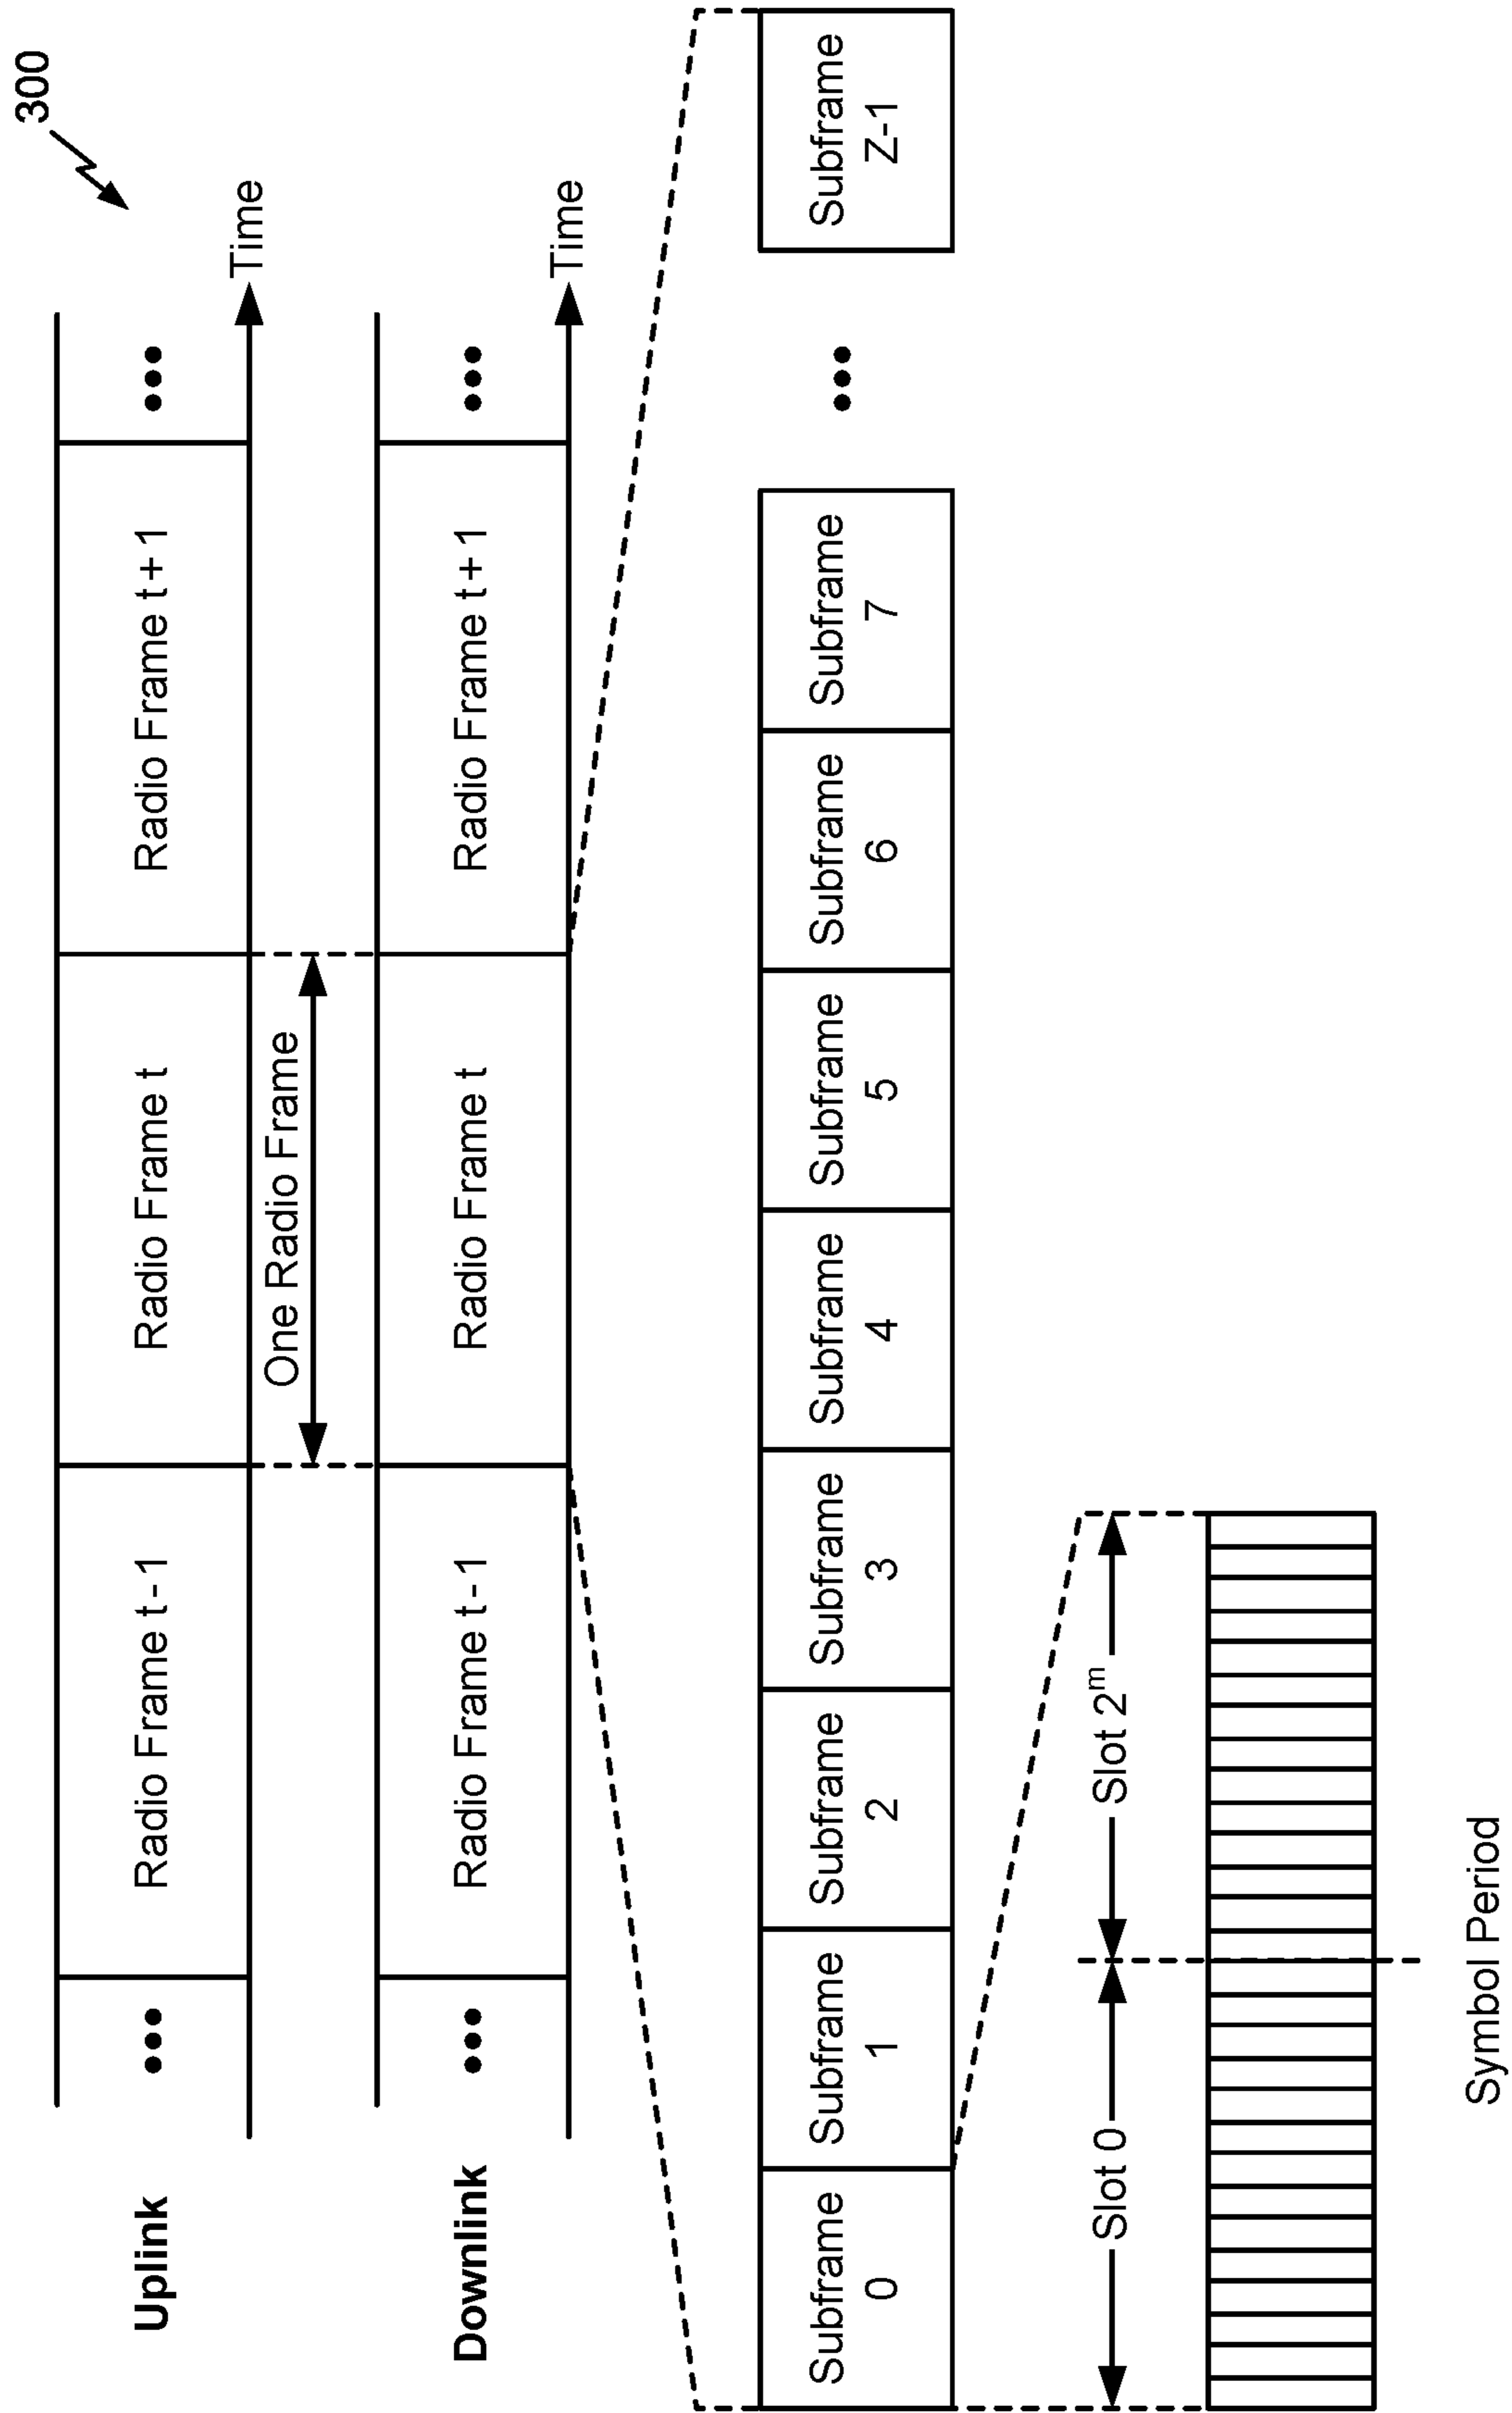 300
Uplink
•••
Radio Frame t - 1
Radio Frame t
Radio Frame t + 1
•••
Time
One Radio Frame
Downlink
•••
Radio Frame t - 1
Radio Frame t
Radio Frame t + 1
•••
Time
Subframe
0
Subframe
1
Subframe
2
Subframe
3
Subframe
4
Subframe
5
Subframe
6
Subframe
7
•••
Subframe
Z-1
Slot 0
Slot 2ᵐ
Symbol Period